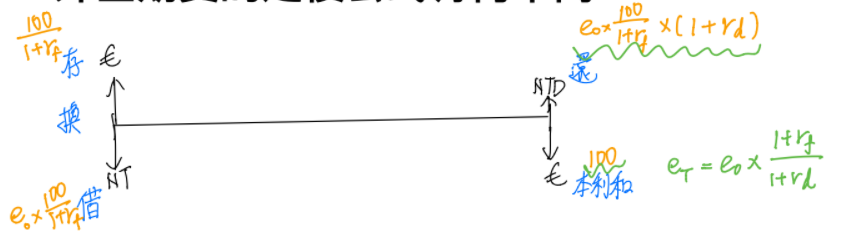 100/(1+r_f) 存 €
換
e₀×100/(1+r_f) 借 NT
e₀×100/(1+r_f)×(1+r_d)
還
NTD
€ 100
本利和
e_T = e₀ × (1+r_f)/(1+r_d)